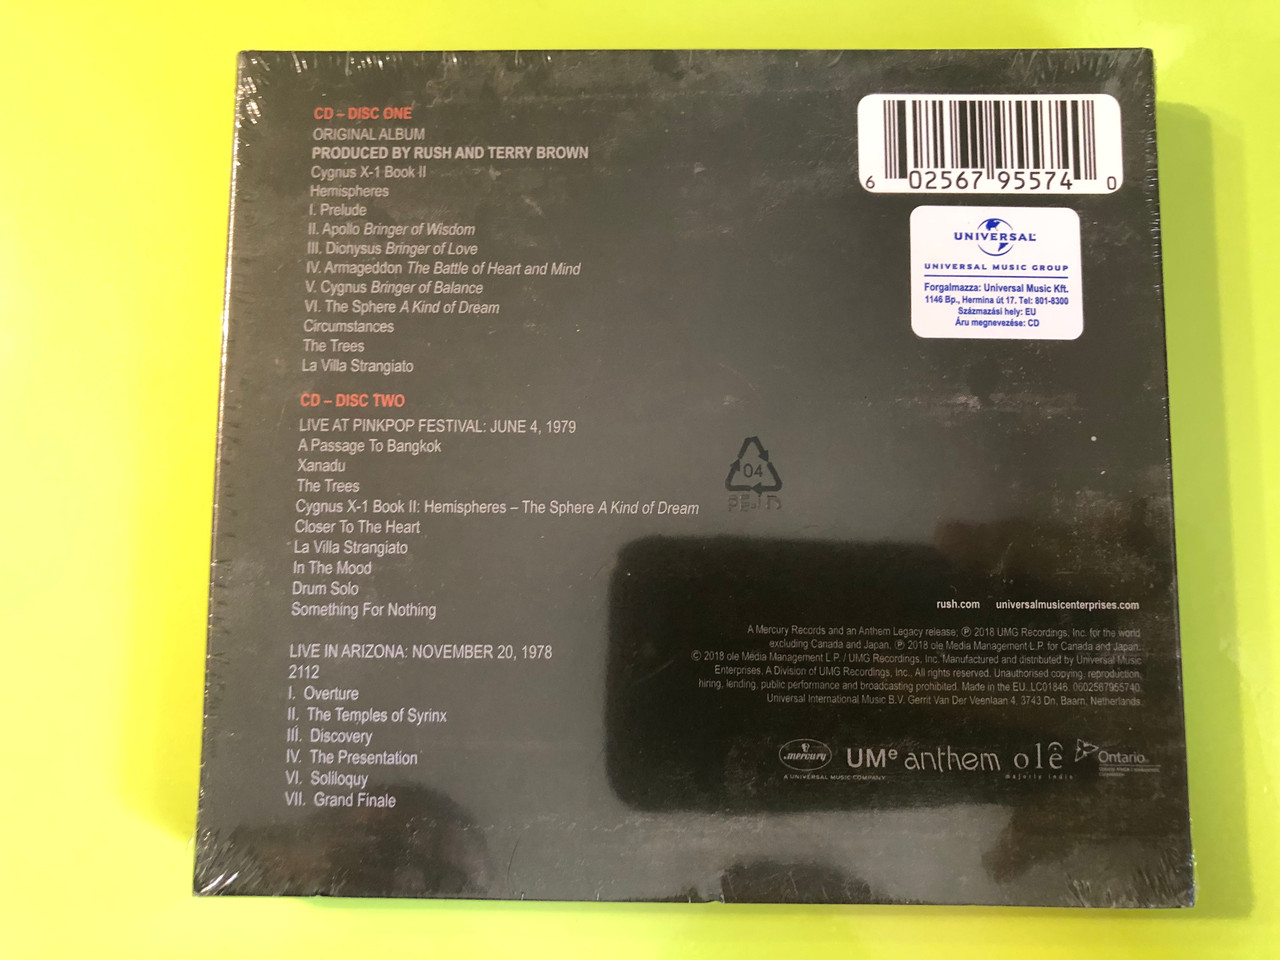 CD – DISC ONE
ORIGINAL ALBUM
PRODUCED BY RUSH AND TERRY BROWN
Cygnus X-1 Book II
Hemispheres
I. Prelude
II. Apollo Bringer of Wisdom
III. Dionysus Bringer of Love
IV. Armageddon The Battle of Heart and Mind
V. Cygnus Bringer of Balance
VI. The Sphere A Kind of Dream
Circumstances
The Trees
La Villa Strangiato
CD – DISC TWO
LIVE AT PINKPOP FESTIVAL: JUNE 4, 1979
A Passage To Bangkok
Xanadu
The Trees
Cygnus X-1 Book II: Hemispheres – The Sphere A Kind of Dream
Closer To The Heart
La Villa Strangiato
In The Mood
Drum Solo
Something For Nothing
LIVE IN ARIZONA: NOVEMBER 20, 1978
2112
I. Overture
II. The Temples of Syrinx
III. Discovery
IV. The Presentation
VI. Soliloquy
VII. Grand Finale
6 02567 95574 0
UNIVERSAL
UNIVERSAL MUSIC GROUP
Forgalmazza: Universal Music Kft.
1146 Bp., Hermina út 17. Tel: 801-8300
Származási hely: EU
Áru megnevezése: CD
04
rush.com universalmusicenterprises.com
A Mercury Records and an Anthem Legacy release; ℗ 2018 UMG Recordings, Inc. for the world
excluding Canada and Japan. ℗ 2018 ole Media Management L.P. for Canada and Japan.
© 2018 ole Media Management L.P. / UMG Recordings, Inc. Manufactured and distributed by Universal Music
Enterprises, A Division of UMG Recordings, Inc., All rights reserved. Unauthorised copying, reproduction,
hiring, lending, public performance and broadcasting prohibited. Made in the EU. LC01846. 0602567955740.
Universal International Music B.V. Gerrit Van Der Veenlaan 4, 3743 Dn, Baarn, Netherlands.
mercury
A UNIVERSAL MUSIC COMPANY
UMe
anthem
olê
majorly indie
Ontario